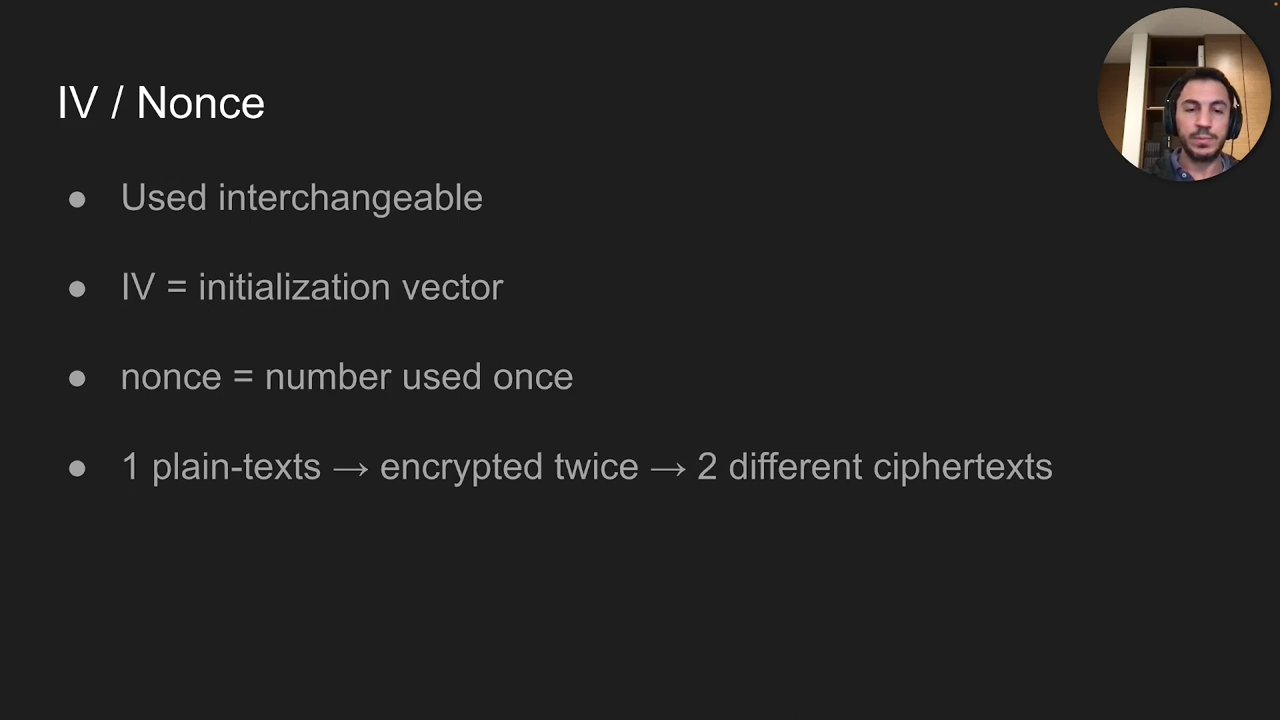 IV / Nonce
● Used interchangeable
● IV = initialization vector
● nonce = number used once
● 1 plain-texts → encrypted twice → 2 different ciphertexts